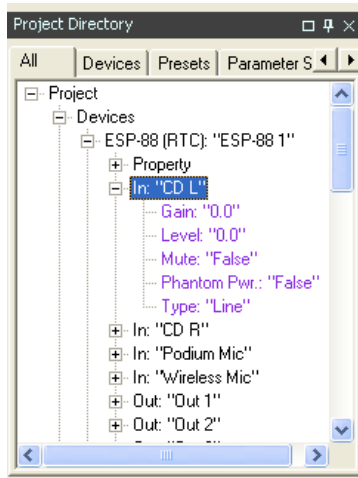 Project Directory
All Devices Presets Parameter S
Project
Devices
ESP-88 (RTC): "ESP-88 1"
Property
In: "CD L"
Gain: "0.0"
Level: "0.0"
Mute: "False"
Phantom Pwr.: "False"
Type: "Line"
In: "CD R"
In: "Podium Mic"
In: "Wireless Mic"
Out: "Out 1"
Out: "Out 2"